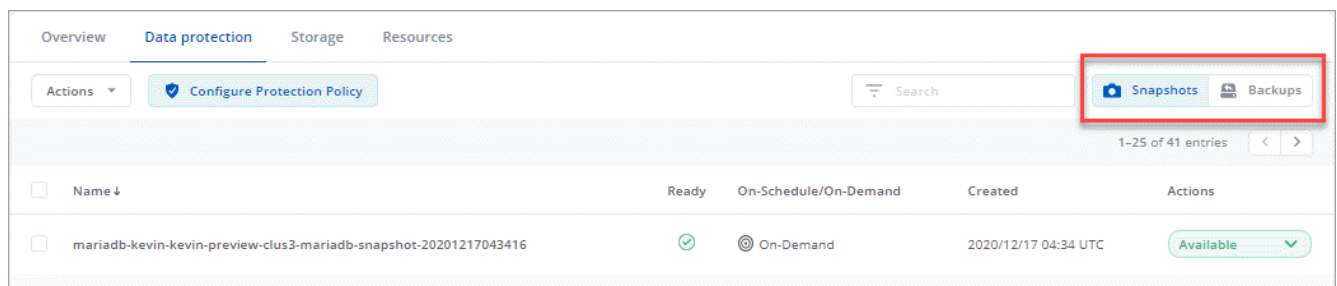 Overview Data protection Storage Resources
Actions Configure Protection Policy Search Snapshots Backups
1–25 of 41 entries
Name↓ Ready On-Schedule/On-Demand Created Actions
mariadb-kevin-kevin-preview-clus3-mariadb-snapshot-20201217043416 On-Demand 2020/12/17 04:34 UTC Available